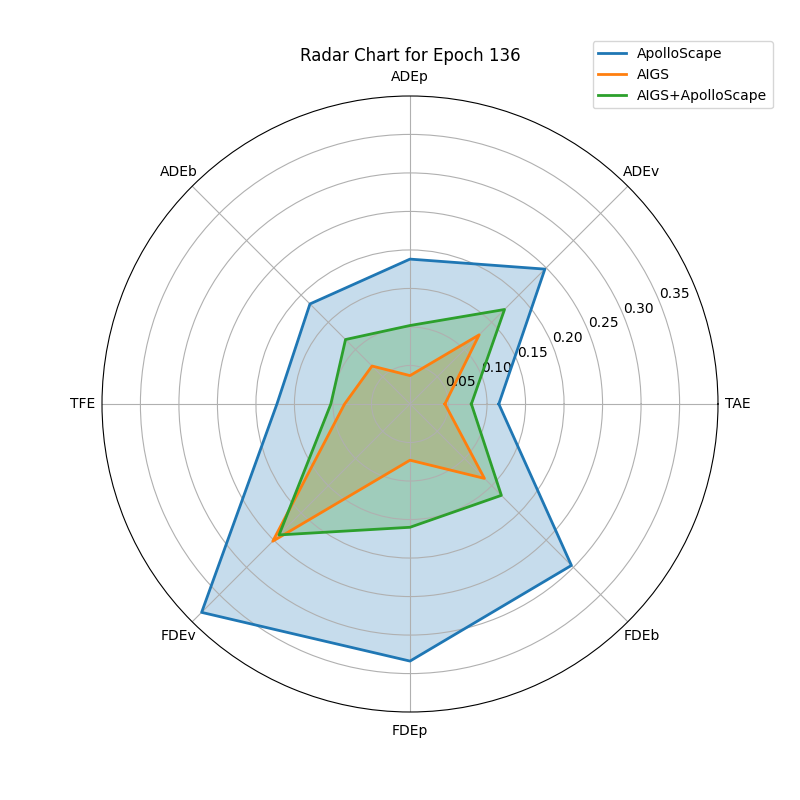 Radar Chart for Epoch 136
ApolloScape
AIGS
AIGS+ApolloScape
ADEp
ADEb
ADEv
0.35
0.30
0.25
0.20
0.15
0.10
0.05
TFE
TAE
FDEv
FDEb
FDEp